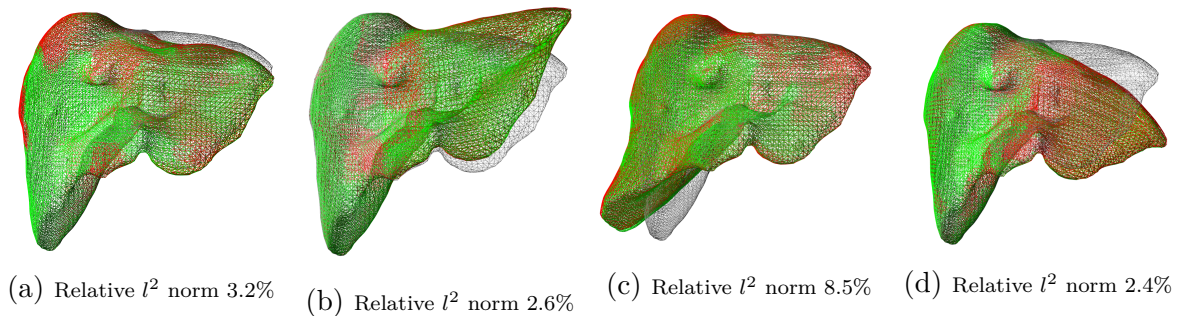 (a) Relative l² norm 3.2%
(b) Relative l² norm 2.6%
(c) Relative l² norm 8.5%
(d) Relative l² norm 2.4%